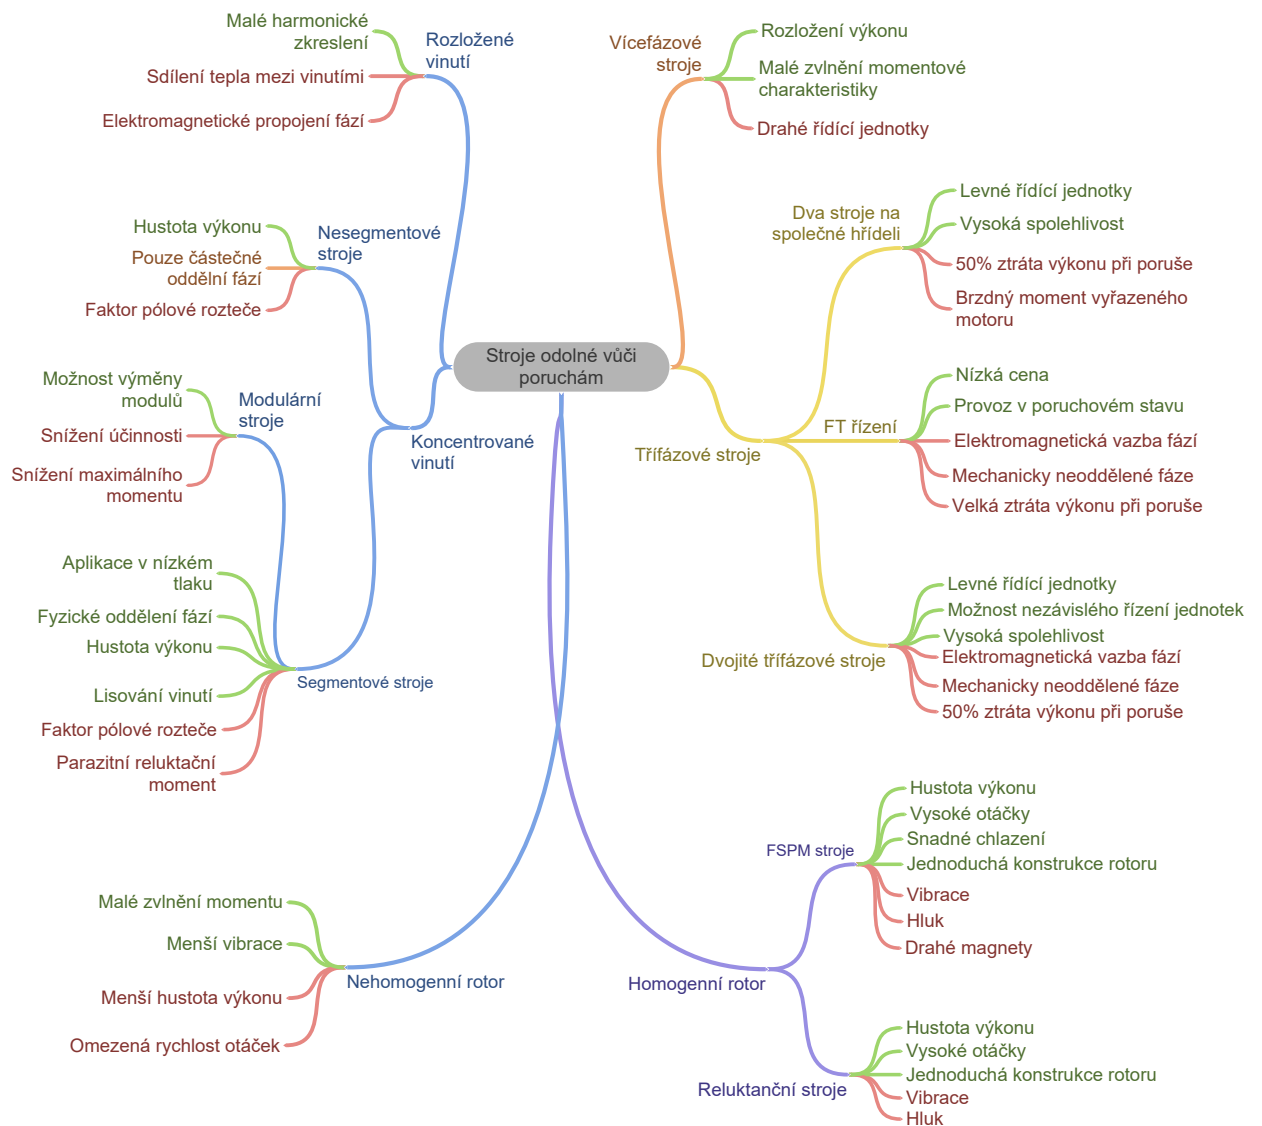 Stroje odolné vůči
poruchám
Rozložené
vinutí
Malé harmonické
zkreslení
Sdílení tepla mezi vinutími
Elektromagnetické propojení fází
Koncentrované
vinutí
Nesegmentové
stroje
Hustota výkonu
Pouze částečné
oddělní fází
Faktor pólové rozteče
Segmentové stroje
Modulární
stroje
Možnost výměny
modulů
Snížení účinnosti
Snížení maximálního
momentu
Aplikace v nízkém
tlaku
Fyzické oddělení fází
Hustota výkonu
Lisování vinutí
Faktor pólové rozteče
Parazitní reluktační
moment
Nehomogenní rotor
Malé zvlnění momentu
Menší vibrace
Menší hustota výkonu
Omezená rychlost otáček
Vícefázové
stroje
Rozložení výkonu
Malé zvlnění momentové
charakteristiky
Drahé řídící jednotky
Třífázové stroje
Dva stroje na
společné hřídeli
Levné řídící jednotky
Vysoká spolehlivost
50% ztráta výkonu při poruše
Brzdný moment vyřazeného
motoru
FT řízení
Nízká cena
Provoz v poruchovém stavu
Elektromagnetická vazba fází
Mechanicky neoddělené fáze
Velká ztráta výkonu při poruše
Dvojité třífázové stroje
Levné řídící jednotky
Možnost nezávislého řízení jednotek
Vysoká spolehlivost
Elektromagnetická vazba fází
Mechanicky neoddělené fáze
50% ztráta výkonu při poruše
Homogenní rotor
FSPM stroje
Hustota výkonu
Vysoké otáčky
Snadné chlazení
Jednoduchá konstrukce rotoru
Vibrace
Hluk
Drahé magnety
Reluktanční stroje
Hustota výkonu
Vysoké otáčky
Jednoduchá konstrukce rotoru
Vibrace
Hluk